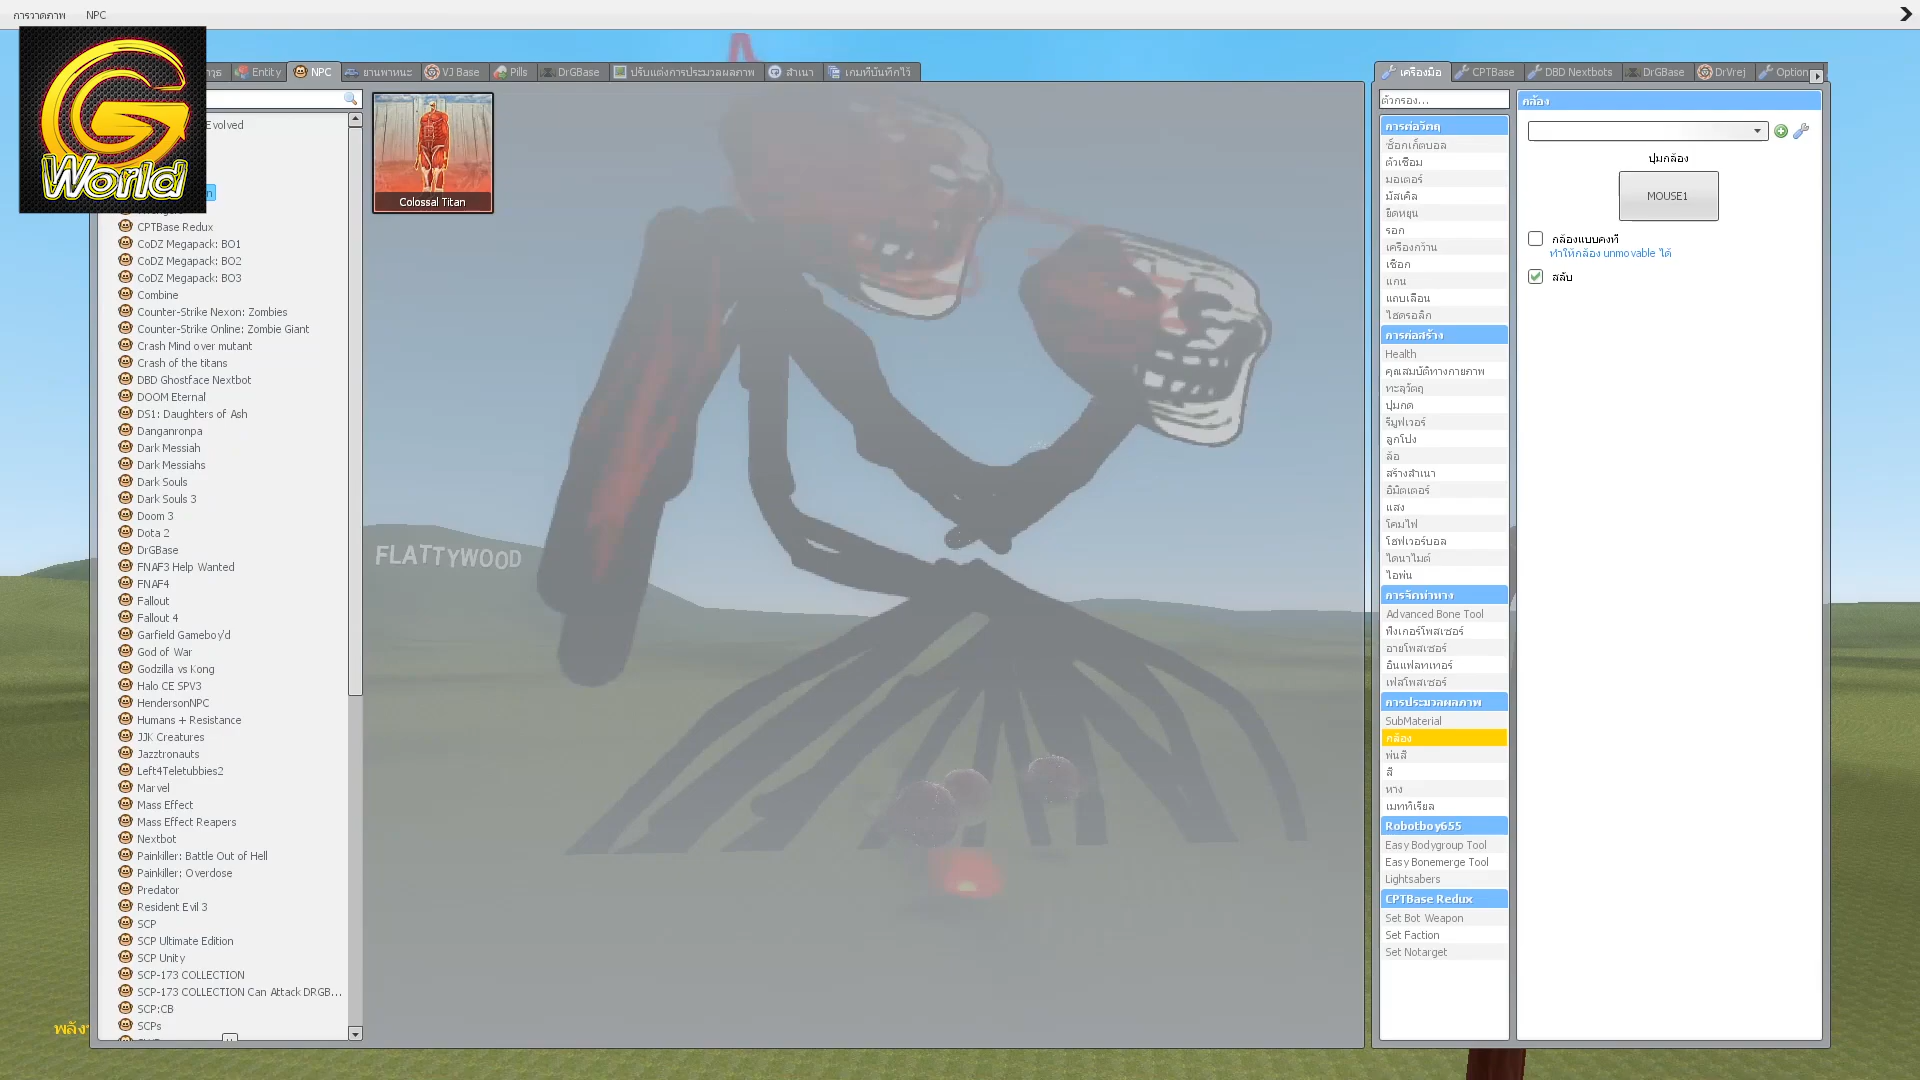 การวาดภาพ NPC
G World
Entity NPC ยานพาหนะ VJ Base Pills DrGBase ปรับแต่งการประมวลผลภาพ สำเนา เกมที่บันทึกไว้
Evolved
CPTBase Redux
CoDZ Megapack: BO1
CoDZ Megapack: BO2
CoDZ Megapack: BO3
Combine
Counter-Strike Nexon: Zombies
Counter-Strike Online: Zombie Giant
Crash Mind over mutant
Crash of the titans
DBD Ghostface Nextbot
DOOM Eternal
DS1: Daughters of Ash
Danganronpa
Dark Messiah
Dark Messiahs
Dark Souls
Dark Souls 3
Doom 3
Dota 2
DrGBase
FNAF3 Help Wanted
FNAF4
Fallout
Fallout 4
Garfield Gameboy'd
God of War
Godzilla vs Kong
Halo CE SPV3
HendersonNPC
Humans + Resistance
JJK Creatures
Jazztronauts
Left4Teletubbies2
Marvel
Mass Effect
Mass Effect Reapers
Nextbot
Painkiller: Battle Out of Hell
Painkiller: Overdose
Predator
Resident Evil 3
SCP
SCP Ultimate Edition
SCP Unity
SCP-173 COLLECTION
SCP-173 COLLECTION Can Attack DRGB...
SCP:CB
SCPs
Colossal Titan
FLATTYWOOD
เครื่องมือ CPTBase DBD Nextbots DrGBase DrVrej Option
ตัวกรอง...
การต่อวัตถุ
ซ็อกเก็ตบอล
ตัวเชื่อม
มอเตอร์
มัสเคิล
ยืดหยุ่น
รอก
เครื่องกว้าน
เชือก
แกน
แถบเลื่อน
ไฮดรอลิก
การก่อสร้าง
Health
คุณสมบัติทางกายภาพ
ทะลุวัตถุ
ปุ่มกด
รีมูฟเวอร์
ลูกโป่ง
ล้อ
สร้างสำเนา
อิมิตเตอร์
แสง
โคมไฟ
โฮฟเวอร์บอล
ไดนาไมต์
ไอพ่น
การจัดท่าทาง
Advanced Bone Tool
ฟิงเกอร์โพสเซอร์
อายโพสเซอร์
อินแฟลทเทอร์
เฟสโพสเซอร์
การประมวลผลภาพ
SubMaterial
กล้อง
พ่นสี
สี
หาง
เมททีเรียล
Robotboy655
Easy Bodygroup Tool
Easy Bonemerge Tool
Lightsabers
CPTBase Redux
Set Bot Weapon
Set Faction
Set Notarget
กล้อง
ปุ่มกล้อง
MOUSE1
กล้องแบบคงที่
ทำให้กล้อง unmovable ได้
สลับ